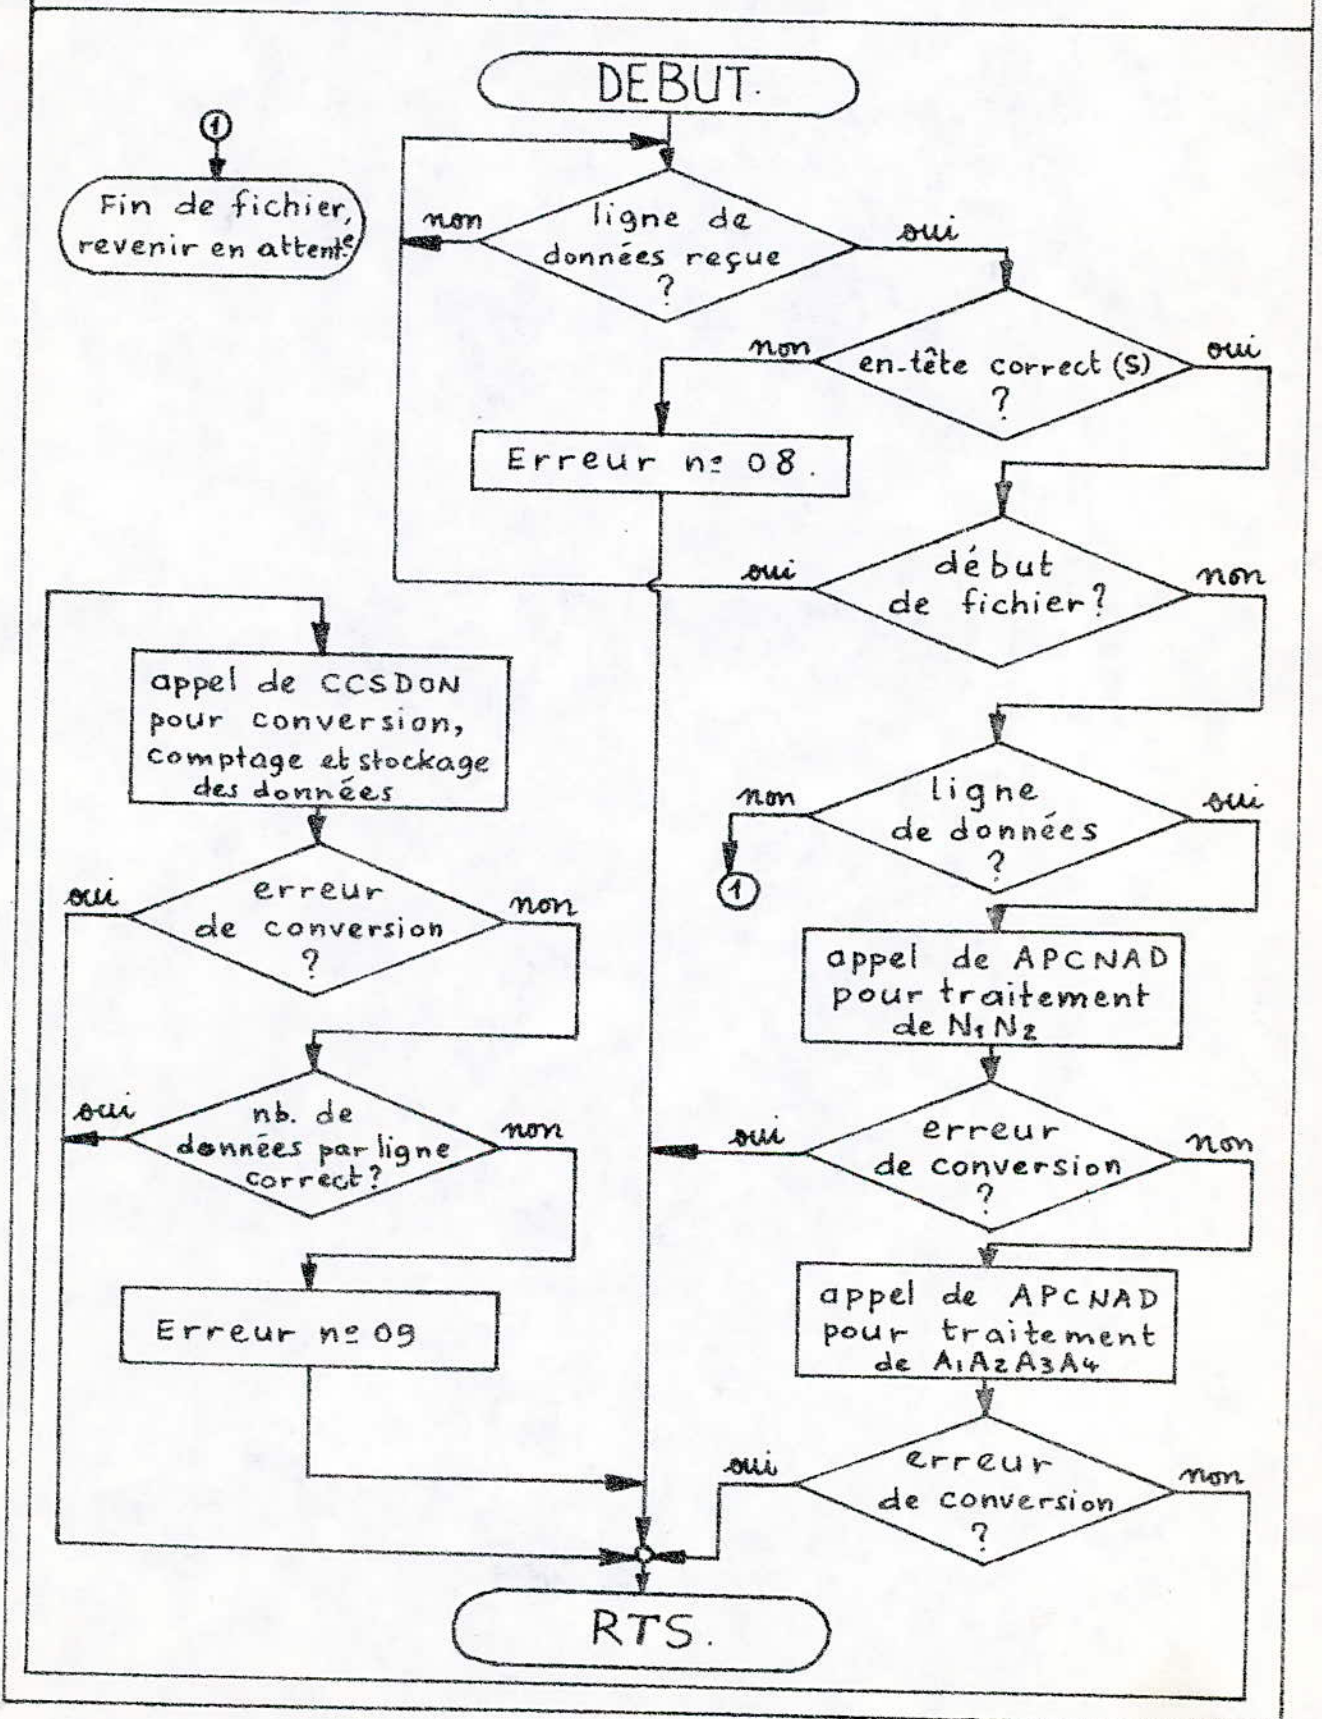 DEBUT.
1
Fin de fichier,
revenir en attente
non
ligne de
données reçue
?
oui
non
en-tête correct (S)
?
oui
Erreur nº 08.
oui
début
de fichier?
non
non
ligne
de données
?
oui
1
appel de APCNAD
pour traitement
de N1N2
oui
erreur
de conversion
?
non
appel de APCNAD
pour traitement
de A1A2A3A4
oui
erreur
de conversion
?
non
appel de CCSDON
pour conversion,
comptage et stockage
des données
oui
erreur
de conversion
?
non
oui
nb. de
données par ligne
correct?
non
Erreur nº 09
RTS.